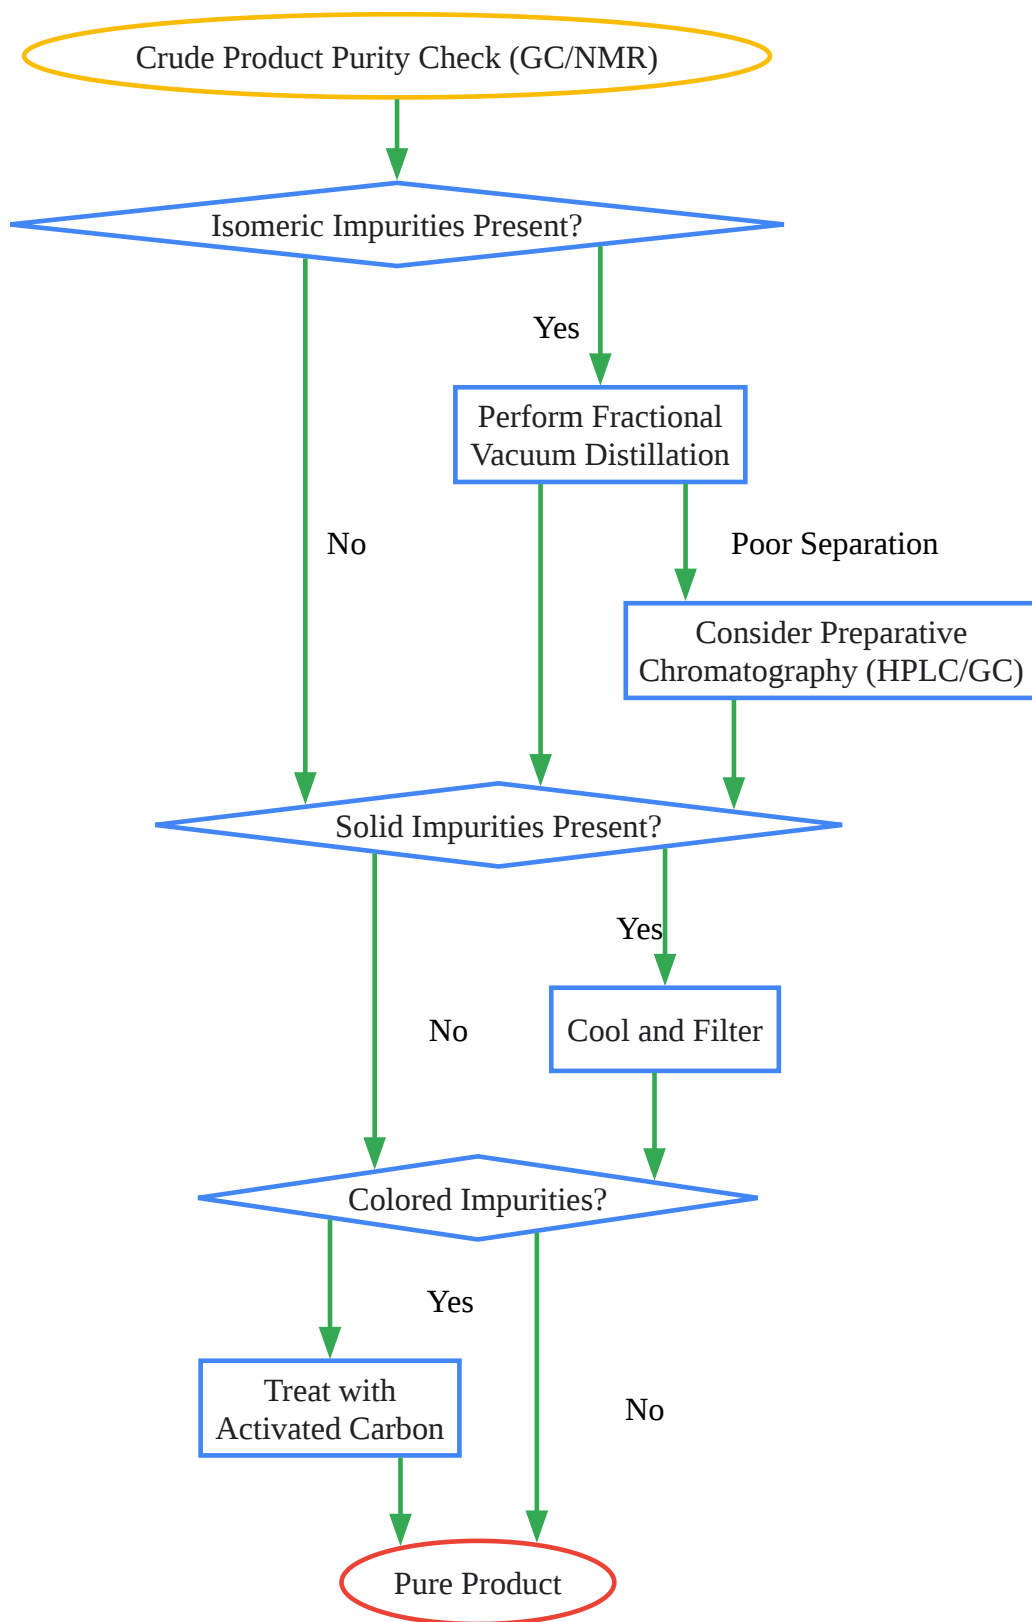 Crude Product Purity Check (GC/NMR)
Isomeric Impurities Present?
Yes
Perform Fractional
Vacuum Distillation
No
Poor Separation
Consider Preparative
Chromatography (HPLC/GC)
Solid Impurities Present?
Yes
No
Cool and Filter
Colored Impurities?
Yes
Treat with
Activated Carbon
No
Pure Product